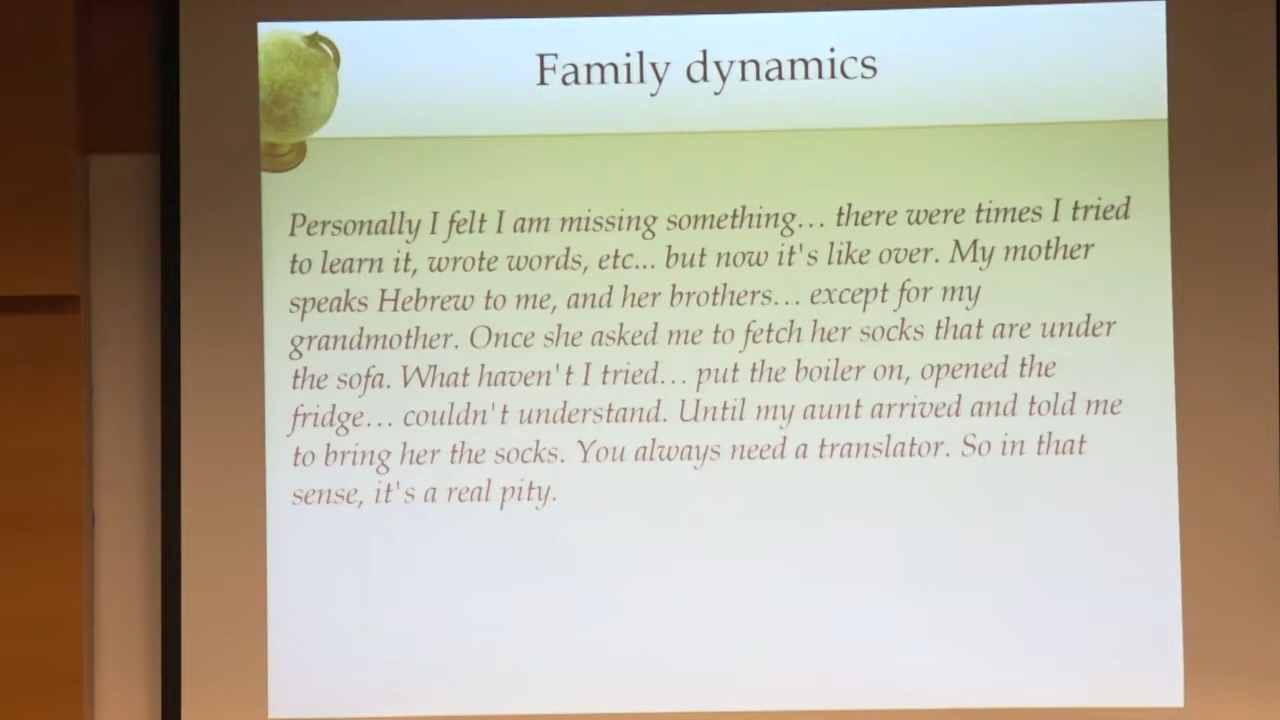 Family dynamics
Personally I felt I am missing something... there were times I tried
to learn it, wrote words, etc... but now it's like over. My mother
speaks Hebrew to me, and her brothers... except for my
grandmother. Once she asked me to fetch her socks that are under
the sofa. What haven't I tried... put the boiler on, opened the
fridge... couldn't understand. Until my aunt arrived and told me
to bring her the socks. You always need a translator. So in that
sense, it's a real pity.